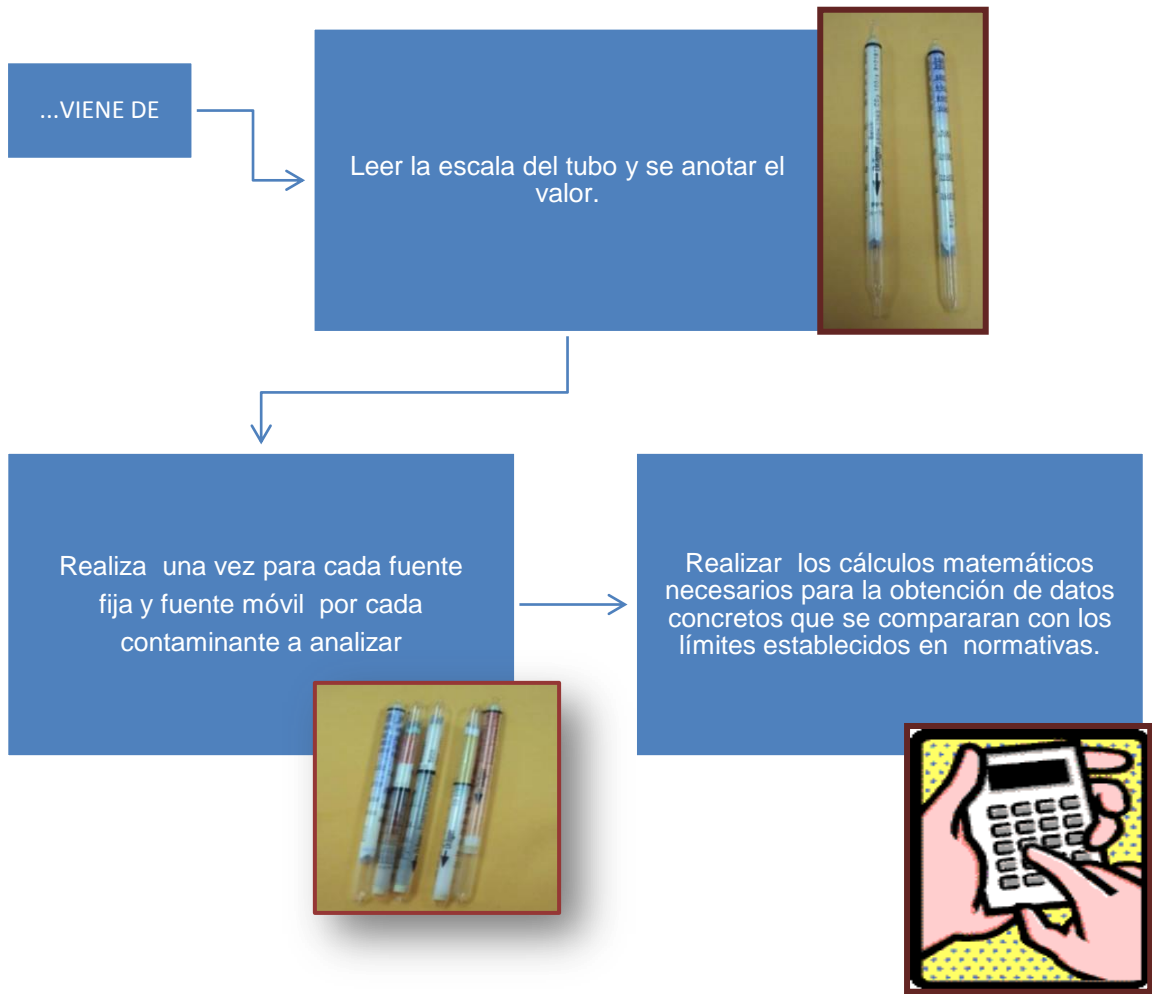 ...VIENE DE
Leer la escala del tubo y se anotar el
valor.
Realiza  una vez para cada fuente
fija y fuente móvil  por cada
contaminante a analizar
Realizar  los cálculos matemáticos
necesarios para la obtención de datos
concretos que se compararan con los
límites establecidos en  normativas.